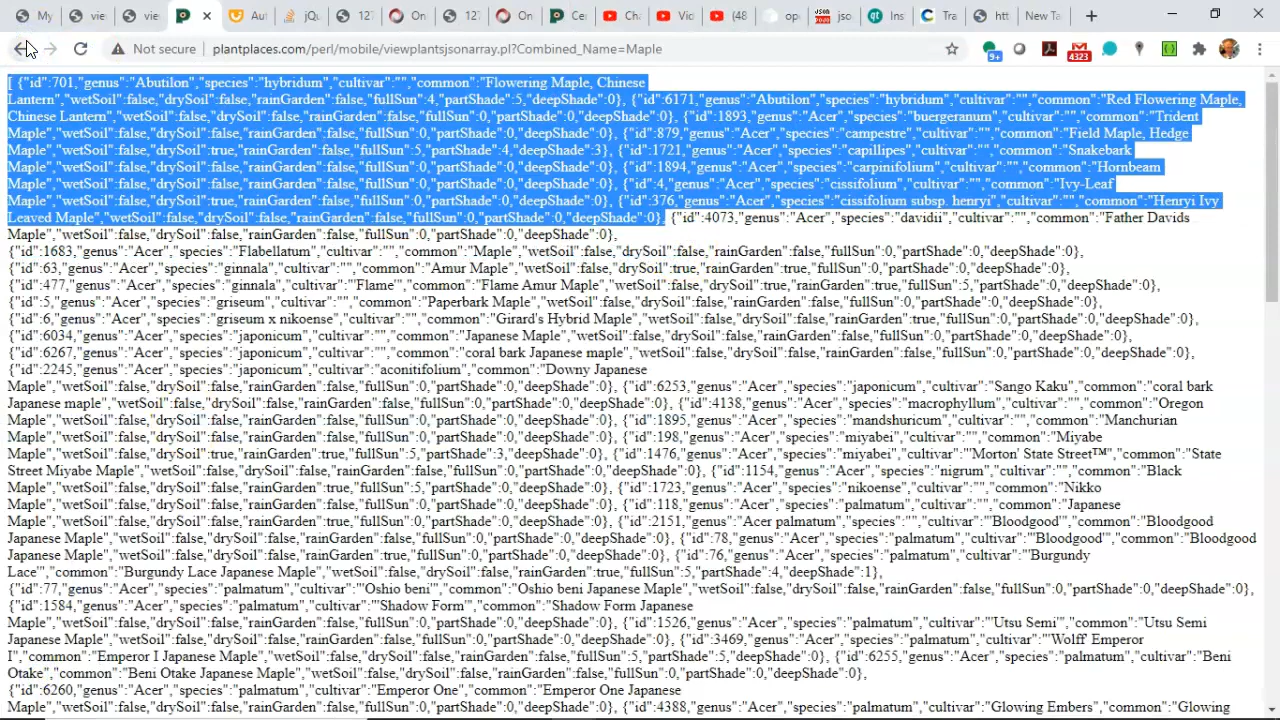 My
vie
vie
Aut
jQu
127
On
127
On
Cer
Cha
Vid
(48
op
jso
Ins
Tra
htt
New Ta
Not secure
plantplaces.com/perl/mobile/viewplantsjsonarray.pl?Combined_Name=Maple
9+
4323
[ {"id":701,"genus":"Abutilon","species":"hybridum","cultivar":"","common":"Flowering Maple, Chinese
Lantern","wetSoil":false,"drySoil":false,"rainGarden":false,"fullSun":4,"partShade":5,"deepShade":0}, {"id":6171,"genus":"Abutilon","species":"hybridum","cultivar":"","common":"Red Flowering Maple,
Chinese Lantern","wetSoil":false,"drySoil":false,"rainGarden":false,"fullSun":0,"partShade":0,"deepShade":0}, {"id":1893,"genus":"Acer","species":"buergeranum","cultivar":"","common":"Trident
Maple","wetSoil":false,"drySoil":false,"rainGarden":false,"fullSun":0,"partShade":0,"deepShade":0}, {"id":879,"genus":"Acer","species":"campestre","cultivar":"","common":"Field Maple, Hedge
Maple","wetSoil":false,"drySoil":true,"rainGarden":false,"fullSun":5,"partShade":4,"deepShade":3}, {"id":1721,"genus":"Acer","species":"capillipes","cultivar":"","common":"Snakebark
Maple","wetSoil":false,"drySoil":false,"rainGarden":false,"fullSun":0,"partShade":0,"deepShade":0}, {"id":1894,"genus":"Acer","species":"carpinifolium","cultivar":"","common":"Hornbeam
Maple","wetSoil":false,"drySoil":false,"rainGarden":false,"fullSun":0,"partShade":0,"deepShade":0}, {"id":4,"genus":"Acer","species":"cissifolium","cultivar":"","common":"Ivy-Leaf
Maple","wetSoil":false,"drySoil":false,"rainGarden":false,"fullSun":0,"partShade":0,"deepShade":0}, {"id":376,"genus":"Acer","species":"cissifolium subsp. henryi","cultivar":"","common":"Henryi Ivy
Leaved Maple","wetSoil":false,"drySoil":false,"rainGarden":false,"fullSun":0,"partShade":0,"deepShade":0}, {"id":4073,"genus":"Acer","species":"davidii","cultivar":"","common":"Father Davids
Maple","wetSoil":false,"drySoil":false,"rainGarden":false,"fullSun":0,"partShade":0,"deepShade":0},
{"id":1683,"genus":"Acer","species":"Flabellatum","cultivar":"","common":"Maple","wetSoil":false,"drySoil":false,"rainGarden":false,"fullSun":0,"partShade":0,"deepShade":0},
{"id":63,"genus":"Acer","species":"ginnala","cultivar":"","common":"Amur Maple","wetSoil":false,"drySoil":true,"rainGarden":true,"fullSun":0,"partShade":0,"deepShade":0},
{"id":477,"genus":"Acer","species":"ginnala","cultivar":"Flame","common":"Flame Amur Maple","wetSoil":false,"drySoil":true,"rainGarden":true,"fullSun":5,"partShade":0,"deepShade":0},
{"id":5,"genus":"Acer","species":"griseum","cultivar":"","common":"Paperbark Maple","wetSoil":false,"drySoil":false,"rainGarden":false,"fullSun":0,"partShade":0,"deepShade":0},
{"id":6,"genus":"Acer","species":"griseum x nikoense","cultivar":"","common":"Girard's Hybrid Maple","wetSoil":false,"drySoil":false,"rainGarden":true,"fullSun":0,"partShade":0,"deepShade":0},
{"id":6034,"genus":"Acer","species":"japonicum","cultivar":"","common":"Japanese Maple","wetSoil":false,"drySoil":false,"rainGarden":false,"fullSun":0,"partShade":0,"deepShade":0},
{"id":6267,"genus":"Acer","species":"japonicum","cultivar":"","common":"coral bark Japanese maple","wetSoil":false,"drySoil":false,"rainGarden":false,"fullSun":0,"partShade":0,"deepShade":0},
{"id":2245,"genus":"Acer","species":"japonicum","cultivar":"aconitifolium","common":"Downy Japanese
Maple","wetSoil":false,"drySoil":false,"rainGarden":false,"fullSun":0,"partShade":0,"deepShade":0}, {"id":6253,"genus":"Acer","species":"japonicum","cultivar":"Sango Kaku","common":"coral bark
Japanese maple","wetSoil":false,"drySoil":false,"rainGarden":false,"fullSun":0,"partShade":0,"deepShade":0}, {"id":4138,"genus":"Acer","species":"macrophyllum","cultivar":"","common":"Oregon
Maple","wetSoil":false,"drySoil":false,"rainGarden":false,"fullSun":0,"partShade":0,"deepShade":0}, {"id":1895,"genus":"Acer","species":"mandshuricum","cultivar":"","common":"Manchurian
Maple","wetSoil":false,"drySoil":false,"rainGarden":false,"fullSun":0,"partShade":0,"deepShade":0}, {"id":198,"genus":"Acer","species":"miyabei","cultivar":"","common":"Miyabe
Maple","wetSoil":false,"drySoil":true,"rainGarden":true,"fullSun":5,"partShade":3,"deepShade":0}, {"id":1476,"genus":"Acer","species":"miyabei","cultivar":"'Morton' State Street™","common":"State
Street Miyabe Maple","wetSoil":false,"drySoil":false,"rainGarden":false,"fullSun":0,"partShade":0,"deepShade":0}, {"id":1154,"genus":"Acer","species":"nigrum","cultivar":"","common":"Black
Maple","wetSoil":false,"drySoil":false,"rainGarden":true,"fullSun":5,"partShade":0,"deepShade":0}, {"id":1723,"genus":"Acer","species":"nikoense","cultivar":"","common":"Nikko
Maple","wetSoil":false,"drySoil":false,"rainGarden":false,"fullSun":0,"partShade":0,"deepShade":0}, {"id":118,"genus":"Acer","species":"palmatum","cultivar":"","common":"Japanese
Maple","wetSoil":false,"drySoil":false,"rainGarden":true,"fullSun":0,"partShade":0,"deepShade":0}, {"id":2151,"genus":"Acer palmatum","species":"","cultivar":"'Bloodgood'","common":"Bloodgood
Japanese Maple","wetSoil":false,"drySoil":false,"rainGarden":false,"fullSun":0,"partShade":0,"deepShade":0}, {"id":78,"genus":"Acer","species":"palmatum","cultivar":"'Bloodgood","common":"Bloodgood
Japanese Maple","wetSoil":false,"drySoil":false,"rainGarden":true,"fullSun":0,"partShade":0,"deepShade":0}, {"id":76,"genus":"Acer","species":"palmatum","cultivar":"'Burgundy
Lace","common":"Burgundy Lace Japanese Maple","wetSoil":false,"drySoil":false,"rainGarden":true,"fullSun":5,"partShade":4,"deepShade":1},
{"id":77,"genus":"Acer","species":"palmatum","cultivar":"Oshio beni","common":"Oshio beni Japanese Maple","wetSoil":false,"drySoil":false,"rainGarden":true,"fullSun":0,"partShade":0,"deepShade":0},
{"id":1584,"genus":"Acer","species":"palmatum","cultivar":"'Shadow Form'","common":"Shadow Form Japanese
Maple","wetSoil":false,"drySoil":false,"rainGarden":false,"fullSun":0,"partShade":0,"deepShade":0}, {"id":1526,"genus":"Acer","species":"palmatum","cultivar":"Utsu Semi","common":"Utsu Semi
Japanese Maple","wetSoil":false,"drySoil":false,"rainGarden":false,"fullSun":0,"partShade":0,"deepShade":0}, {"id":3469,"genus":"Acer","species":"palmatum","cultivar":"'Wolff' Emperor
I","common":"Emperor I Japanese Maple","wetSoil":false,"drySoil":false,"rainGarden":false,"fullSun":5,"partShade":5,"deepShade":0}, {"id":6255,"genus":"Acer","species":"palmatum","cultivar":"Beni
Otake","common":"Beni Otake Japanese Maple","wetSoil":false,"drySoil":false,"rainGarden":false,"fullSun":0,"partShade":0,"deepShade":0},
{"id":6260,"genus":"Acer","species":"palmatum","cultivar":"Emperor One","common":"Emperor One Japanese
Maple","wetSoil":false,"drySoil":false,"rainGarden":false,"fullSun":0,"partShade":0,"deepShade":0}, {"id":4388,"genus":"Acer","species":"palmatum","cultivar":"Glowing Embers","common":"Glowing